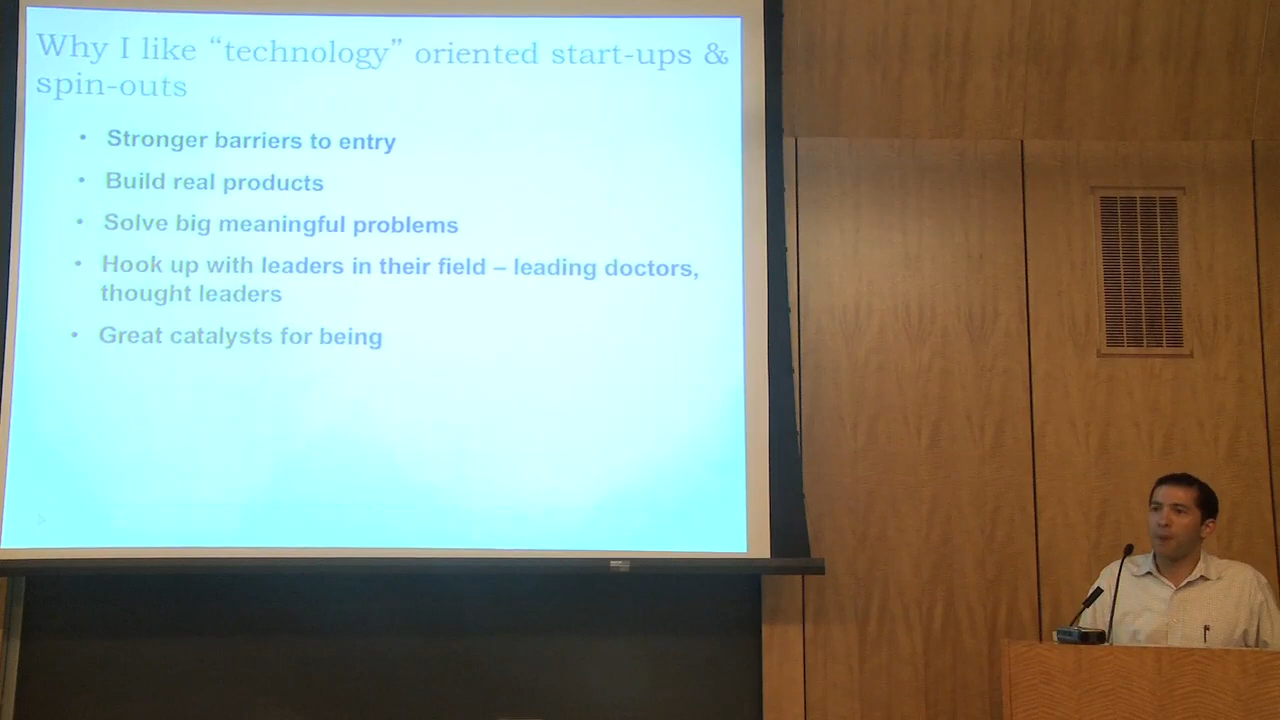 Why I like “technology” oriented start-ups &
spin-outs
• Stronger barriers to entry
• Build real products
• Solve big meaningful problems
• Hook up with leaders in their field – leading doctors,
thought leaders
• Great catalysts for being